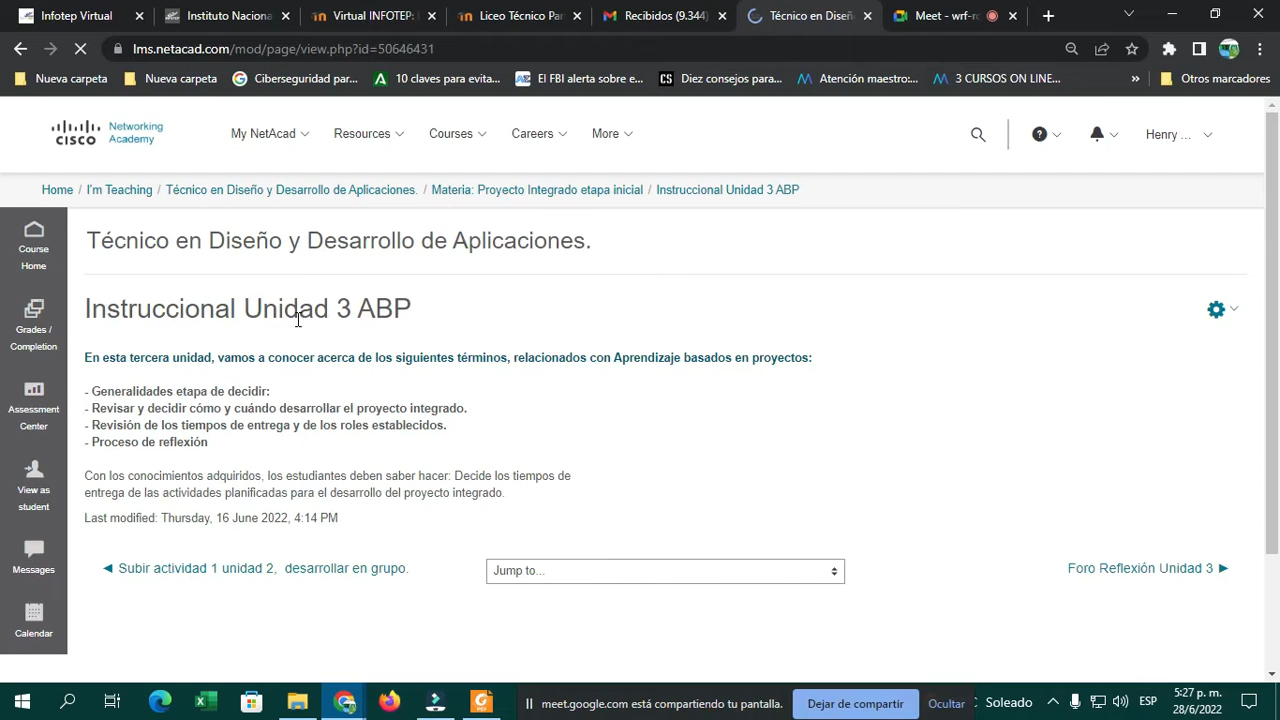 Infotep Virtual
Instituto Naciona
Virtual INFOTEP:
Liceo Técnico Par
Recibidos (9.344)
Técnico en Diseñ
Meet - wrf-ro
lms.netacad.com/mod/page/view.php?id=50646431
Nueva carpeta
Nueva carpeta
Ciberseguridad par...
10 claves para evita...
El FBI alerta sobre e...
CS
Diez consejos para...
Atención maestro:...
3 CURSOS ON LINE...
»
Otros marcadores
CISCO
Networking
Academy
My NetAcad
Resources
Courses
Careers
More
Henry ...
Home / I'm Teaching / Técnico en Diseño y Desarrollo de Aplicaciones. / Materia: Proyecto Integrado etapa inicial / Instruccional Unidad 3 ABP
Course
Home
Grades /
Completion
Assessment
Center
View as
student
Messages
Calendar
Técnico en Diseño y Desarrollo de Aplicaciones.
Instruccional Unidad 3 ABP
En esta tercera unidad, vamos a conocer acerca de los siguientes términos, relacionados con Aprendizaje basados en proyectos:
- Generalidades etapa de decidir:
- Revisar y decidir cómo y cuándo desarrollar el proyecto integrado.
- Revisión de los tiempos de entrega y de los roles establecidos.
- Proceso de reflexión
Con los conocimientos adquiridos, los estudiantes deben saber hacer: Decide los tiempos de
entrega de las actividades planificadas para el desarrollo del proyecto integrado.
Last modified: Thursday, 16 June 2022, 4:14 PM
◄ Subir actividad 1 unidad 2, desarrollar en grupo.
Jump to...
Foro Reflexión Unidad 3 ►
meet.google.com está compartiendo tu pantalla.
Dejar de compartir
Ocultar
Soleado
ESP
5:27 p. m.
28/6/2022